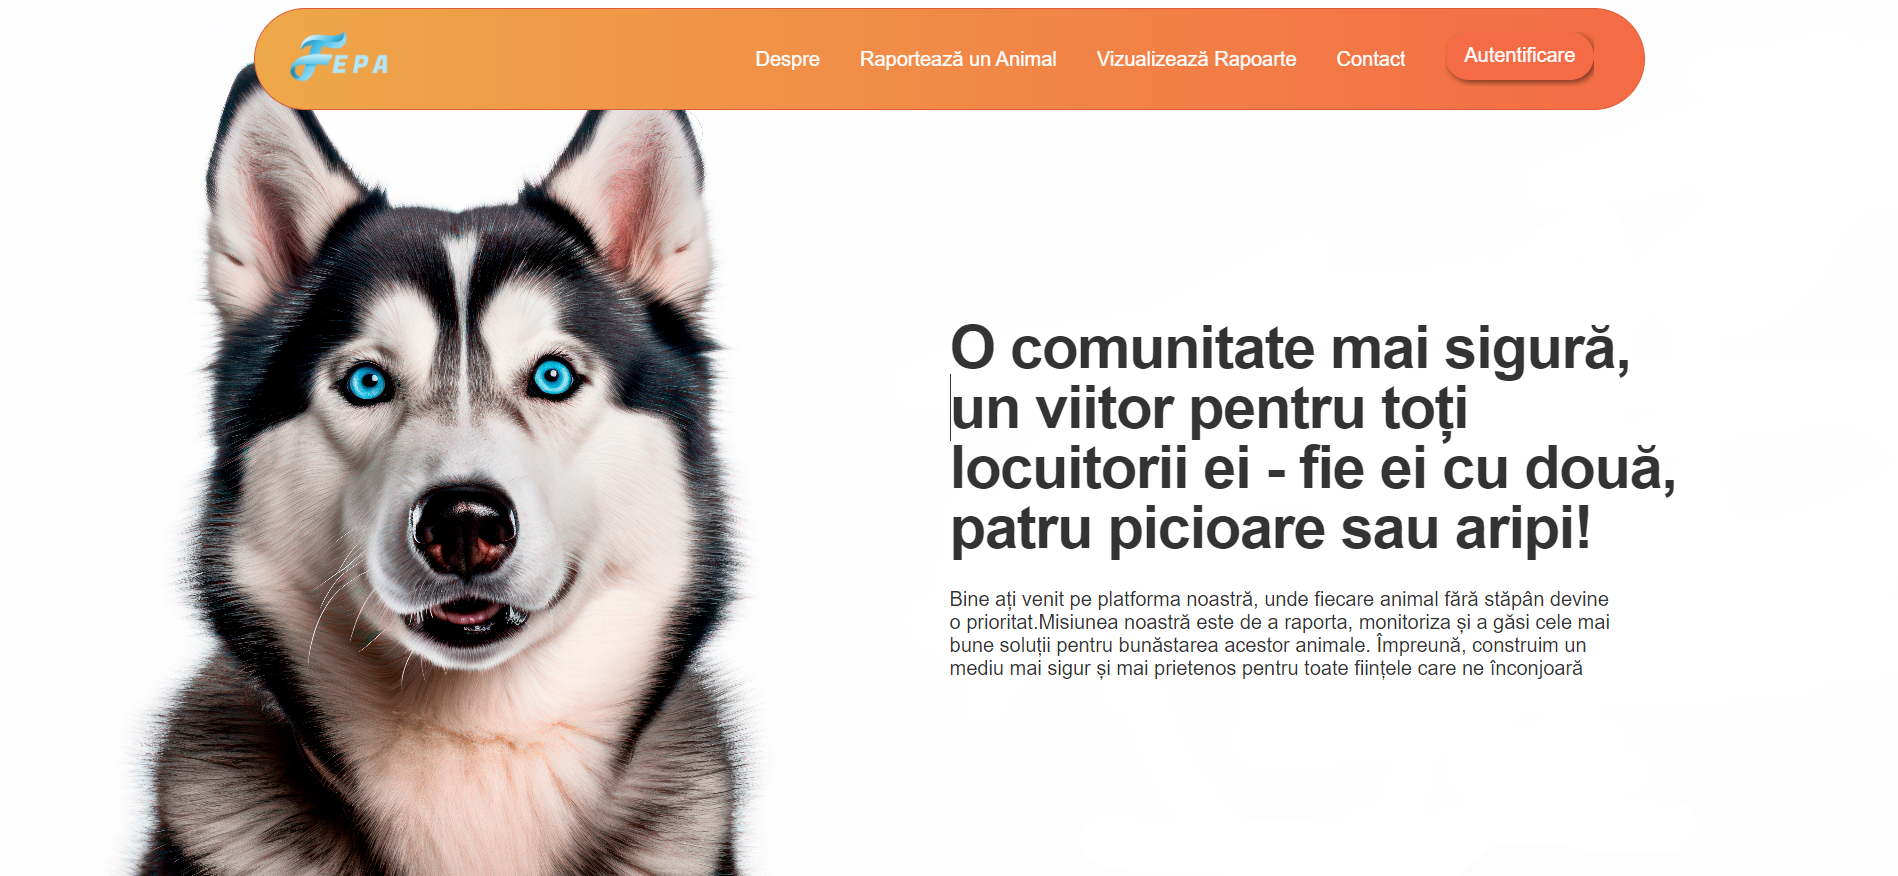 FEPA
Despre
Raportează un Animal
Vizualizează Rapoarte
Contact
Autentificare
O comunitate mai sigură,
un viitor pentru toți
locuitorii ei - fie ei cu două,
patru picioare sau aripi!
Bine ați venit pe platforma noastră, unde fiecare animal fără stăpân devine
o prioritat.Misiunea noastră este de a raporta, monitoriza și a găsi cele mai
bune soluții pentru bunăstarea acestor animale. Împreună, construim un
mediu mai sigur și mai prietenos pentru toate ființele care ne înconjoară